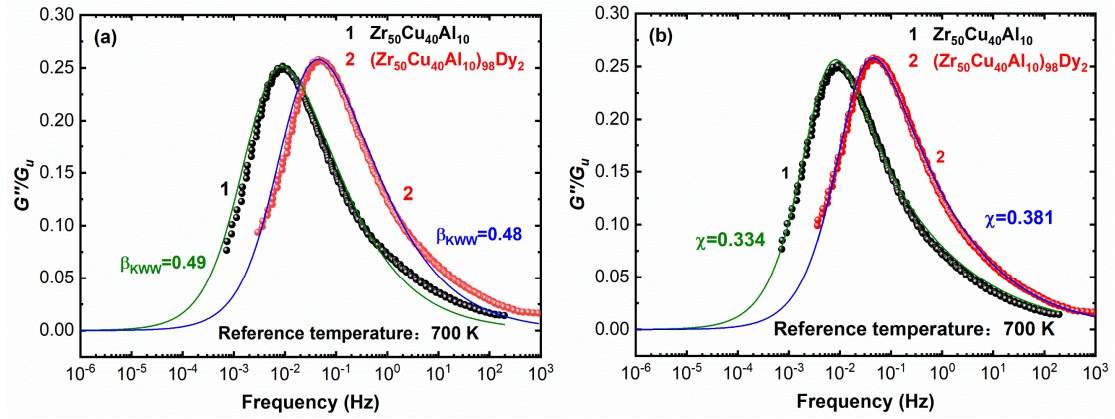 (a)
1 Zr₅₀Cu₄₀Al₁₀
2 (Zr₅₀Cu₄₀Al₁₀)₉₈Dy₂
G''/Gᵤ
0.30
0.25
0.20
0.15
0.10
0.05
0.00
1
2
β_KWW=0.49
β_KWW=0.48
Reference temperature: 700 K
10⁻⁶ 10⁻⁵ 10⁻⁴ 10⁻³ 10⁻² 10⁻¹ 10⁰ 10¹ 10² 10³
Frequency (Hz)
(b)
1 Zr₅₀Cu₄₀Al₁₀
2 (Zr₅₀Cu₄₀Al₁₀)₉₈Dy₂
G''/Gᵤ
0.30
0.25
0.20
0.15
0.10
0.05
0.00
1
2
χ=0.334
χ=0.381
Reference temperature: 700 K
10⁻⁶ 10⁻⁵ 10⁻⁴ 10⁻³ 10⁻² 10⁻¹ 10⁰ 10¹ 10² 10³
Frequency (Hz)